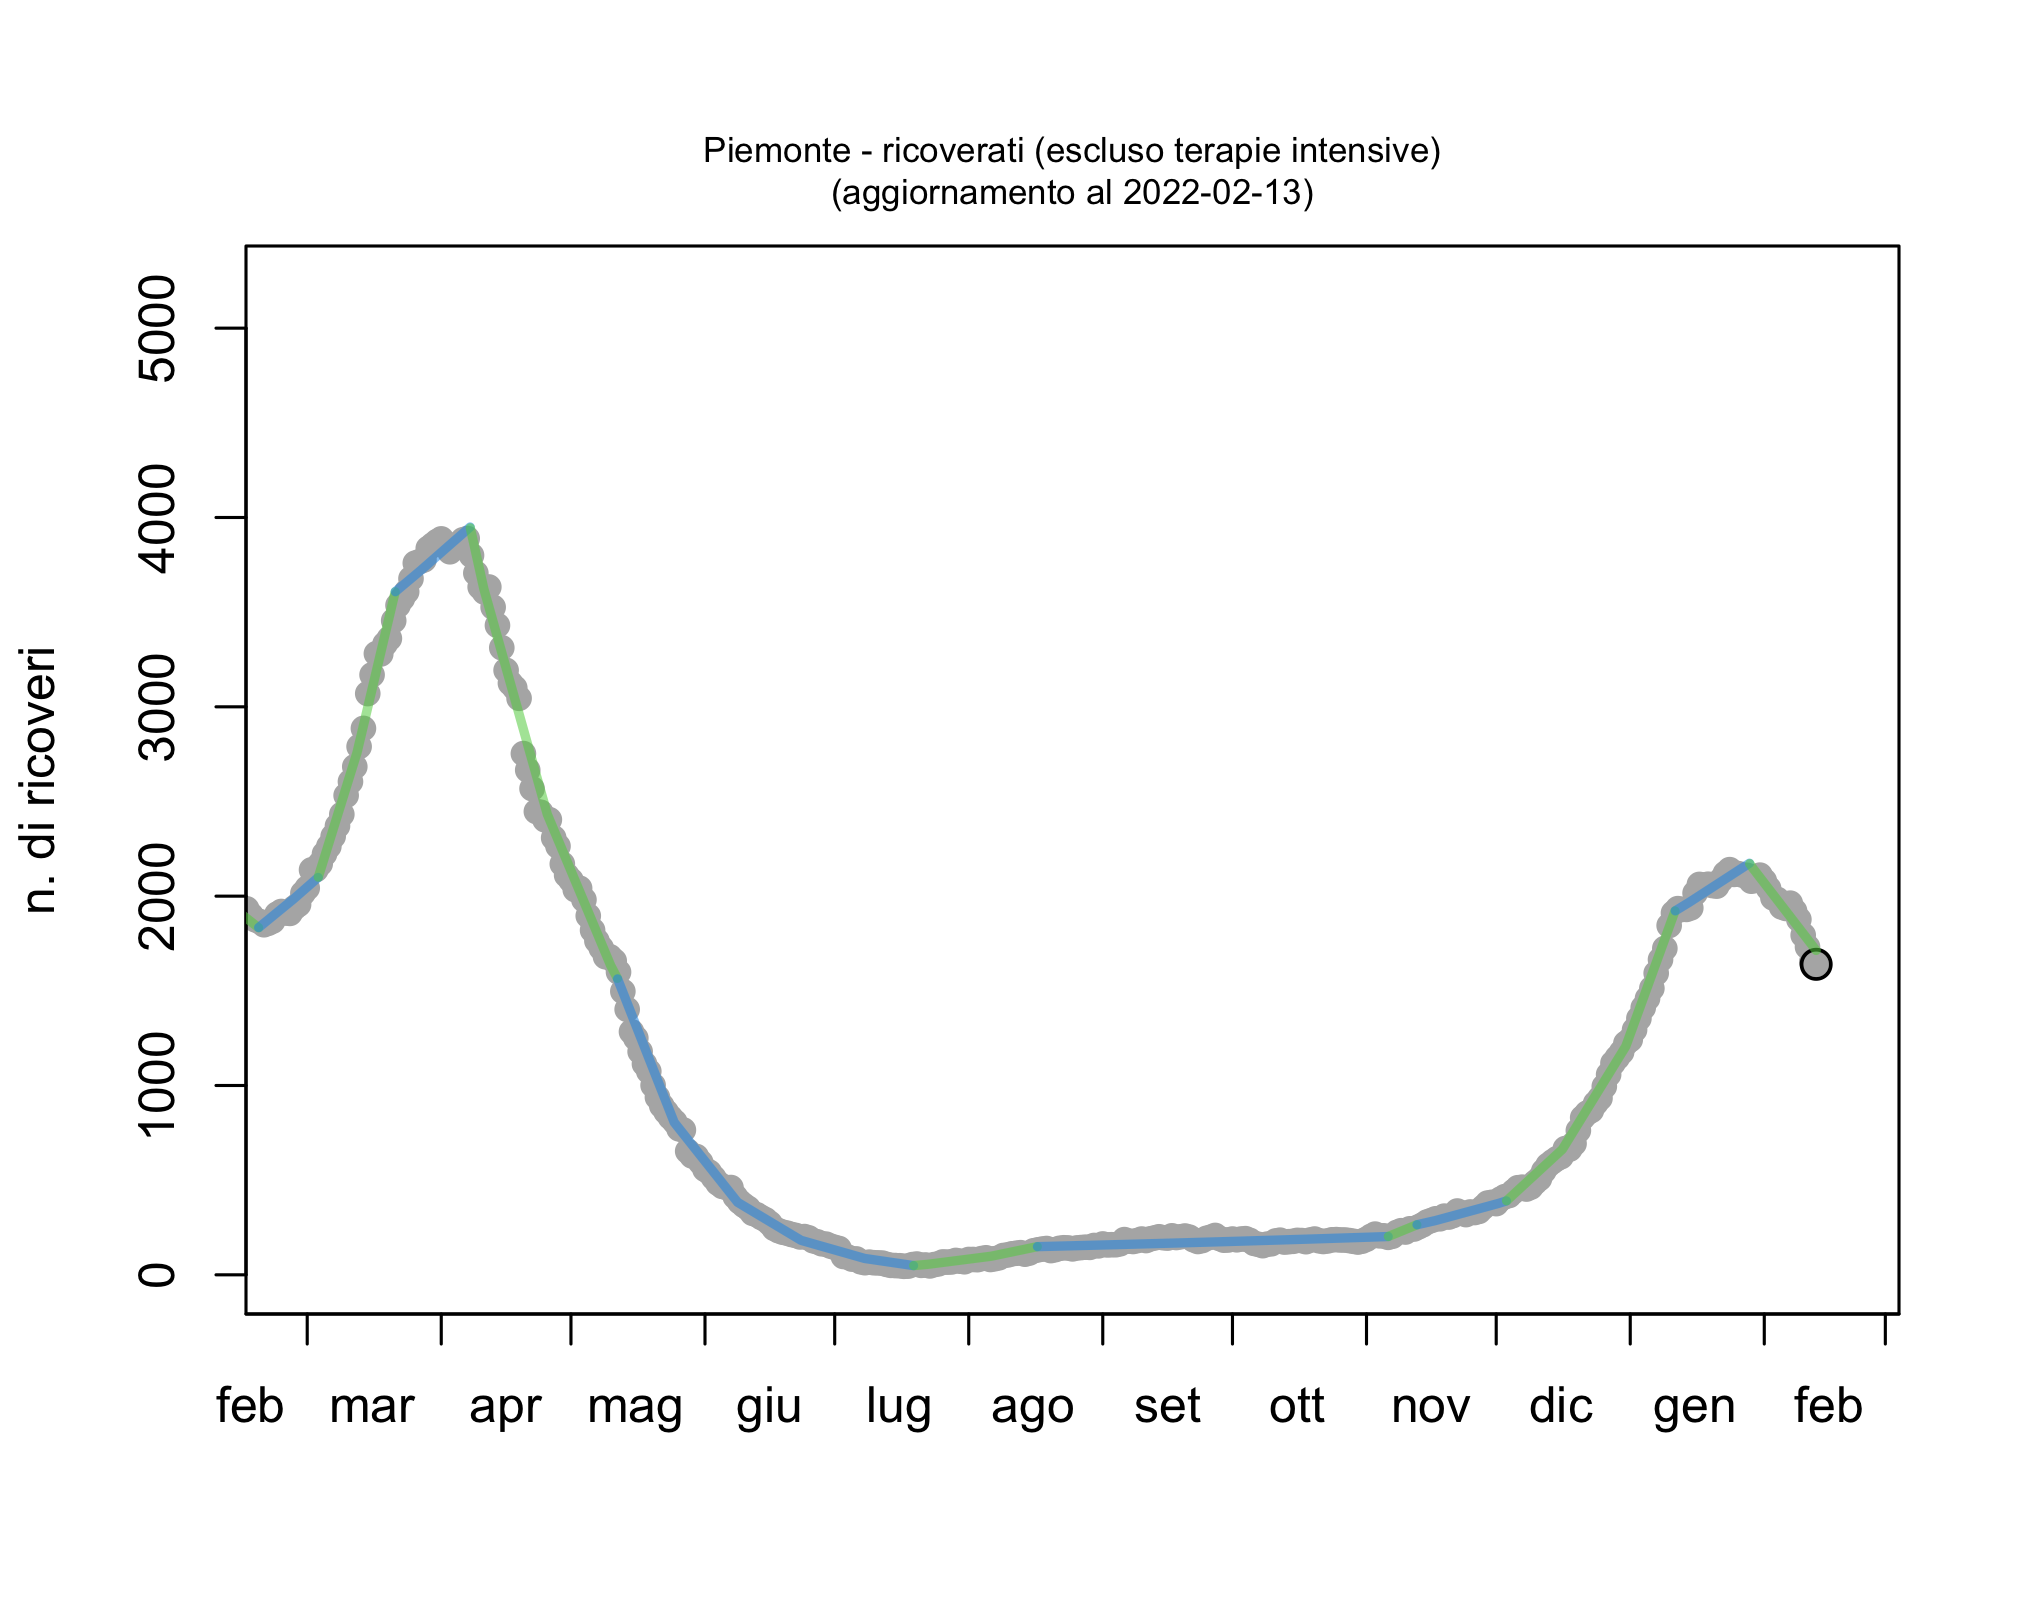 Piemonte - ricoverati (escluso terapie intensive)
(aggiornamento al 2022-02-13)
n. di ricoveri
5000
4000
3000
2000
1000
0
feb mar apr mag giu lug ago set ott nov dic gen feb